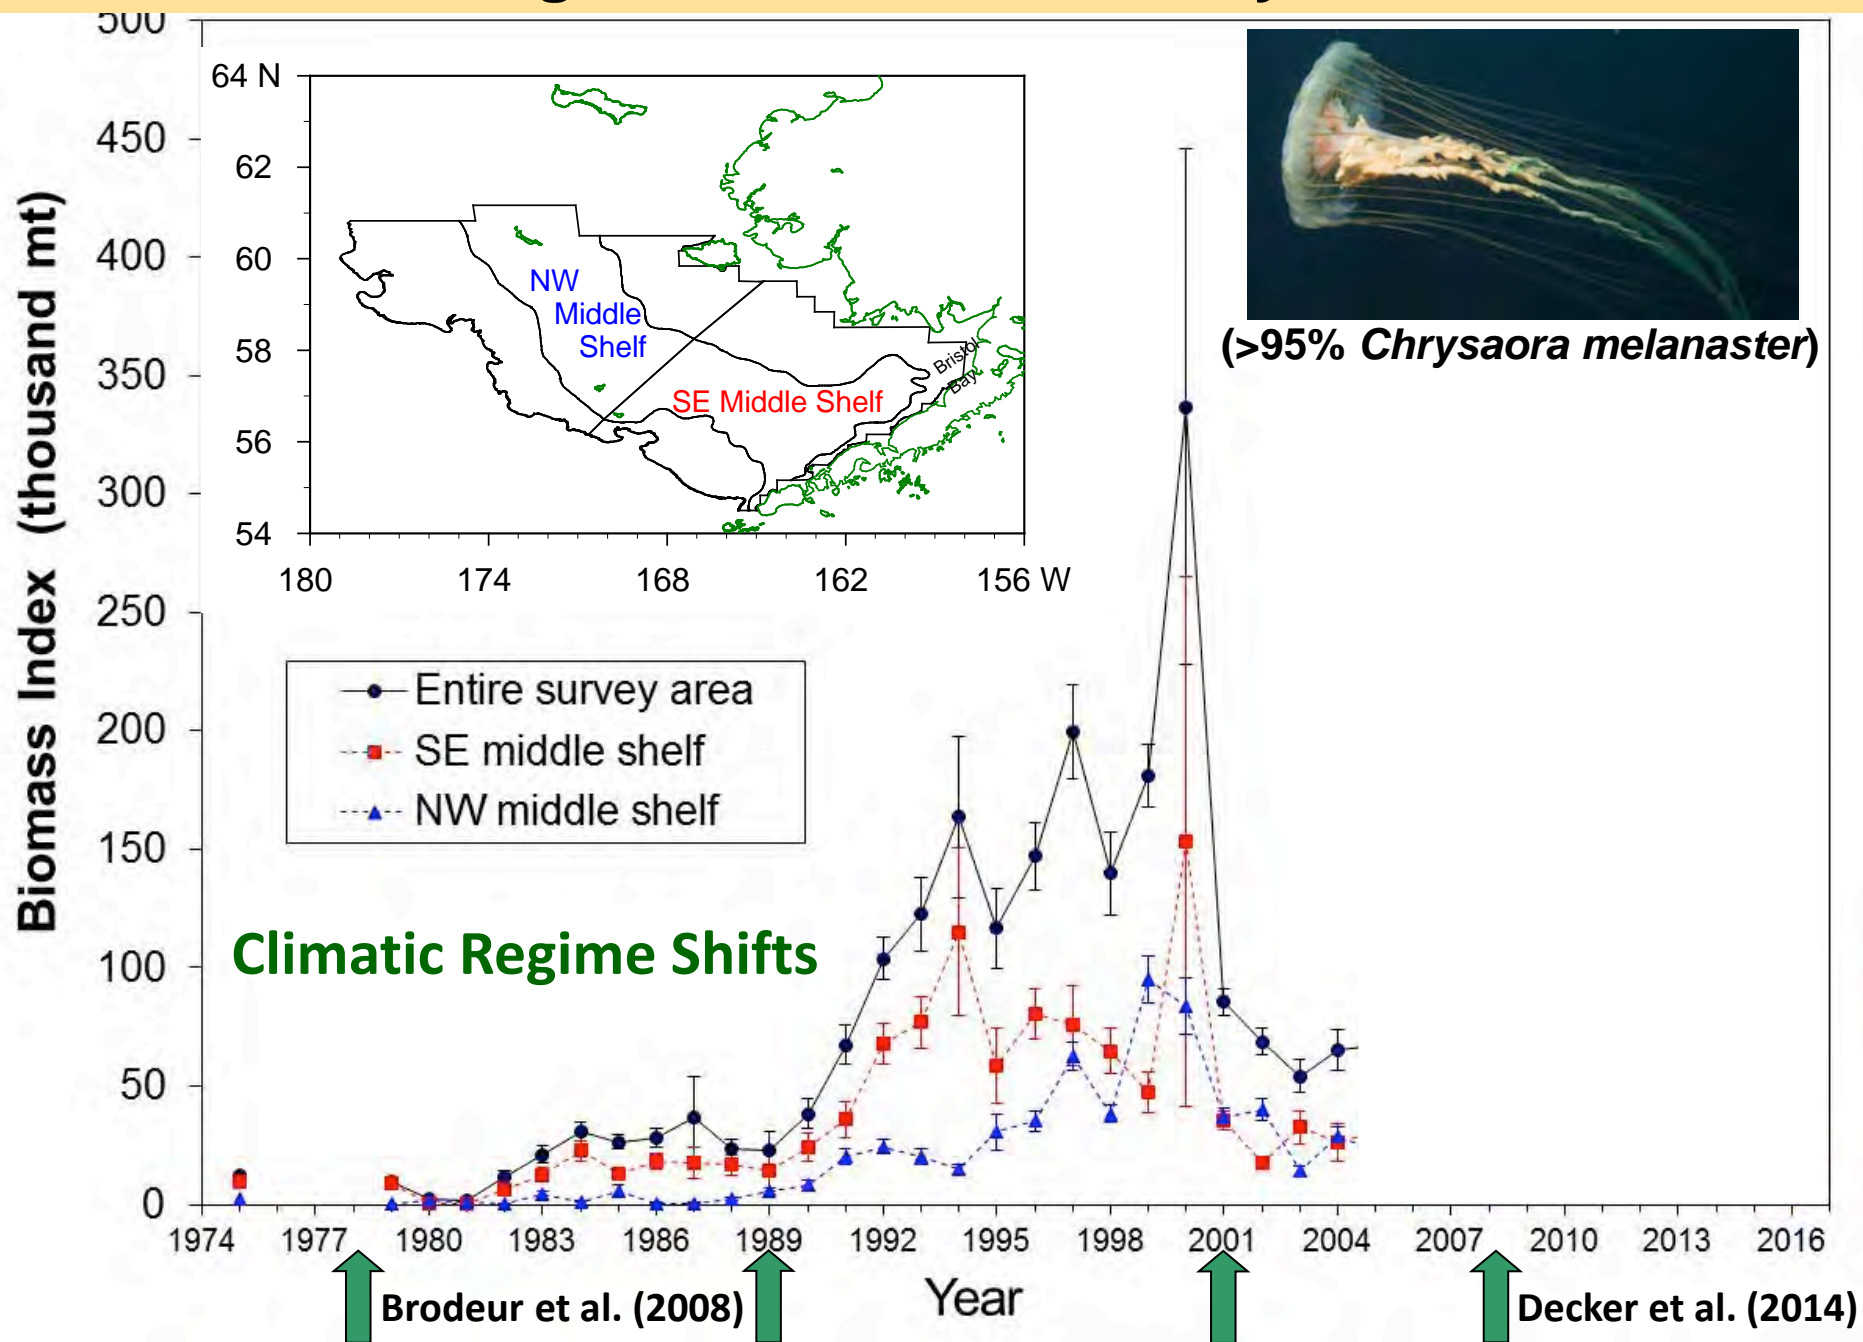 500
450
400
350
300
250
200
150
100
50
0
Biomass Index (thousand mt)
64 N
62
60
58
56
54
180 174 168 162 156 W
NW
Middle
Shelf
SE Middle Shelf
Bristol
Bay
(>95% Chrysaora melanaster)
Entire survey area
SE middle shelf
NW middle shelf
Climatic Regime Shifts
1974 1977 1980 1983 1986 1989 1992 1995 1998 2001 2004 2007 2010 2013 2016
Year
Brodeur et al. (2008)
Decker et al. (2014)